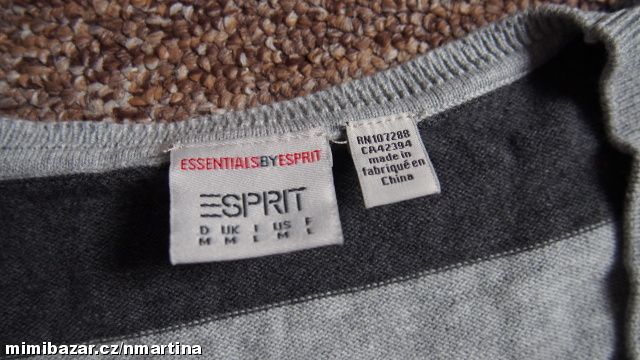 ESSENTIALSBYESPRIT
ESPRIT
D UK I US F
M M L M L
RN107288
CA42394
made in
fabriqué en
China
mimibazar.cz/nmartina